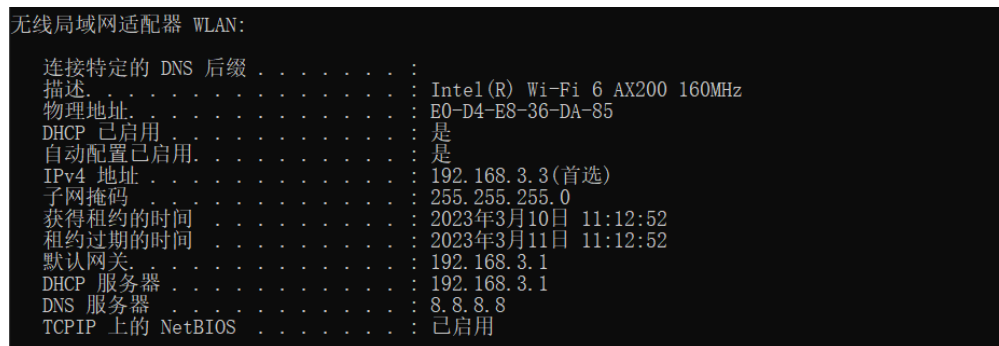 无线局域网适配器 WLAN:
连接特定的 DNS 后缀 . . . . . . . :
描述. . . . . . . . . . . . . . . : Intel(R) Wi-Fi 6 AX200 160MHz
物理地址. . . . . . . . . . . . . : E0-D4-E8-36-DA-85
DHCP 已启用 . . . . . . . . . . . : 是
自动配置已启用. . . . . . . . . . : 是
IPv4 地址 . . . . . . . . . . . . : 192.168.3.3(首选)
子网掩码 . . . . . . . . . . . . : 255.255.255.0
获得租约的时间 . . . . . . . . . : 2023年3月10日 11:12:52
租约过期的时间 . . . . . . . . . : 2023年3月11日 11:12:52
默认网关. . . . . . . . . . . . . : 192.168.3.1
DHCP 服务器 . . . . . . . . . . . : 192.168.3.1
DNS 服务器 . . . . . . . . . . . : 8.8.8.8
TCPIP 上的 NetBIOS . . . . . . . : 已启用